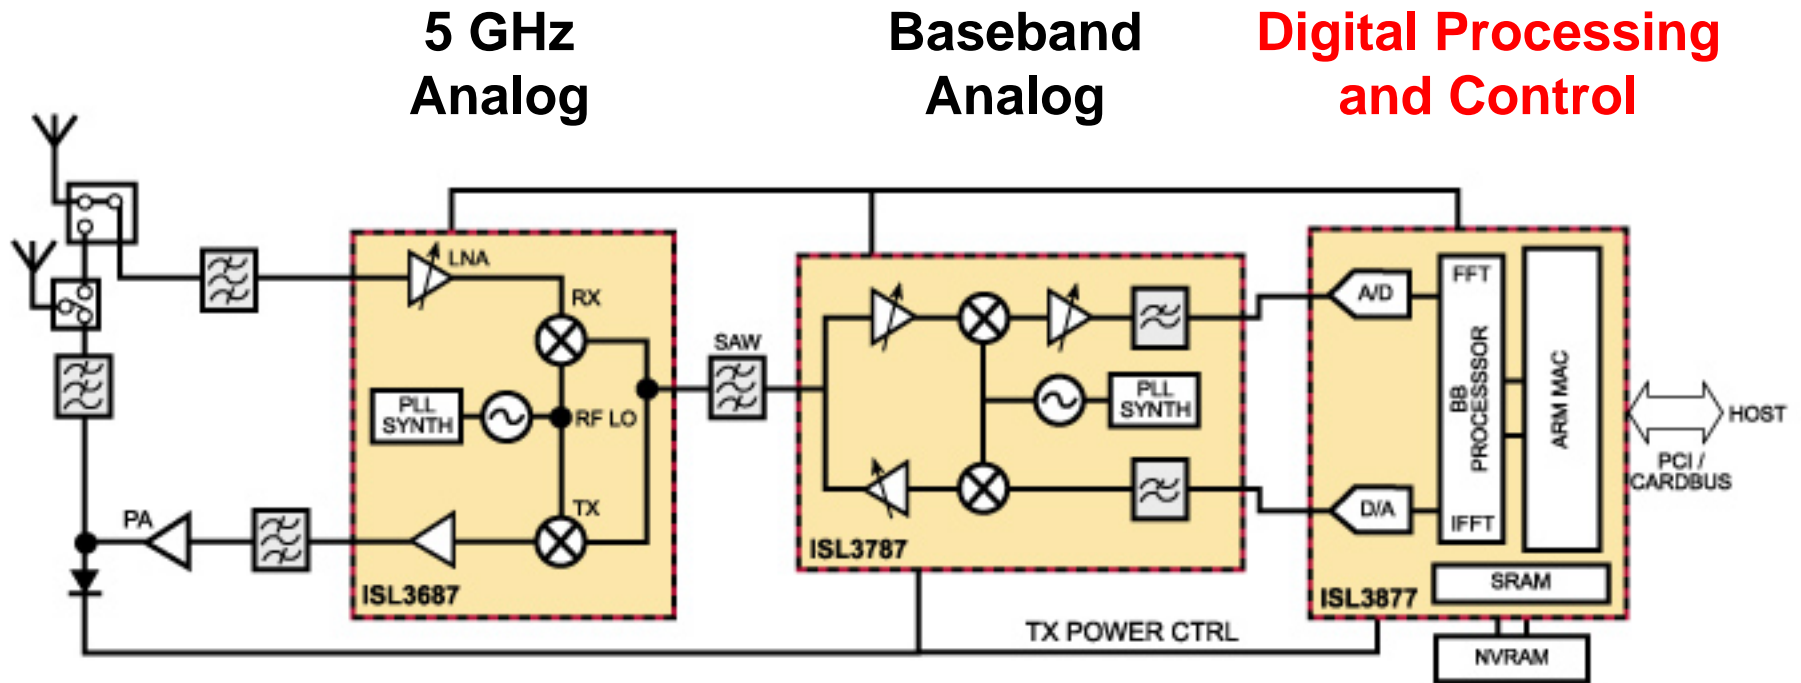 5 GHz
Analog
Baseband
Analog
Digital Processing
and Control
LNA
RX
PLL
SYNTH
RF LO
TX
PA
ISL3687
SAW
PLL
SYNTH
ISL3787
A/D
FFT
BB
PROCESSSOR
ARM MAC
D/A
IFFT
SRAM
ISL3877
HOST
PCI /
CARDBUS
TX POWER CTRL
NVRAM